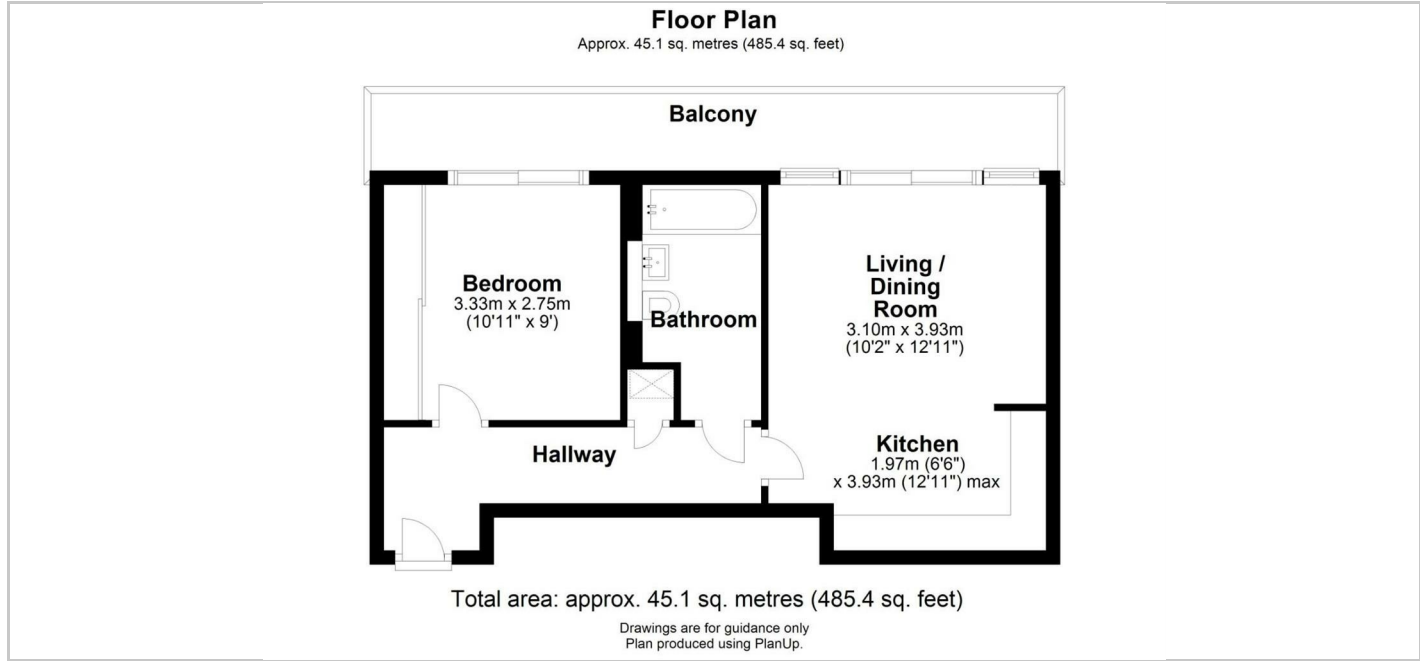 Floor Plan
Approx. 45.1 sq. metres (485.4 sq. feet)
Balcony
Bedroom
3.33m x 2.75m
(10'11" x 9')
Bathroom
Living /
Dining
Room
3.10m x 3.93m
(10'2" x 12'11")
Hallway
Kitchen
1.97m (6'6")
x 3.93m (12'11") max
Total area: approx. 45.1 sq. metres (485.4 sq. feet)
Drawings are for guidance only
Plan produced using PlanUp.